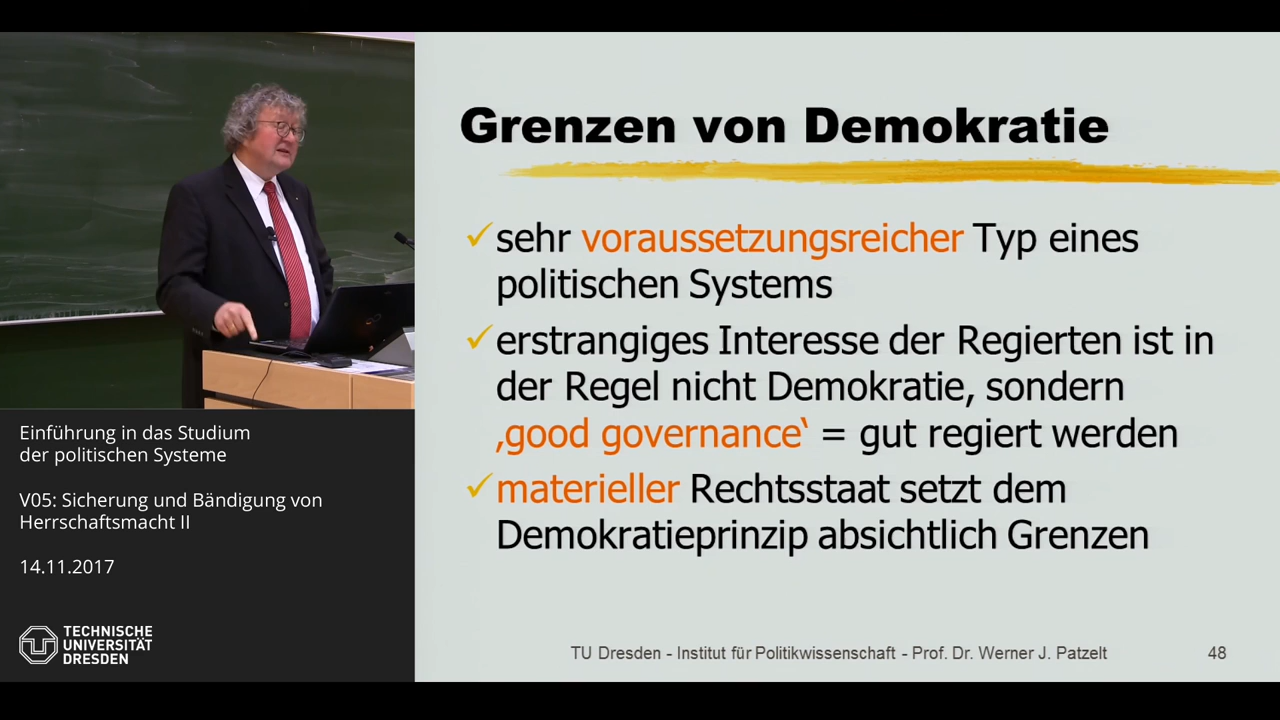 Grenzen von Demokratie
✓sehr voraussetzungsreicher Typ eines
politischen Systems
✓erstrangiges Interesse der Regierten ist in
der Regel nicht Demokratie, sondern
‚good governance‘ = gut regiert werden
✓materieller Rechtsstaat setzt dem
Demokratieprinzip absichtlich Grenzen
TU Dresden - Institut für Politikwissenschaft - Prof. Dr. Werner J. Patzelt
48
Einführung in das Studium
der politischen Systeme
V05: Sicherung und Bändigung von
Herrschaftsmacht II
14.11.2017
TECHNISCHE
UNIVERSITÄT
DRESDEN